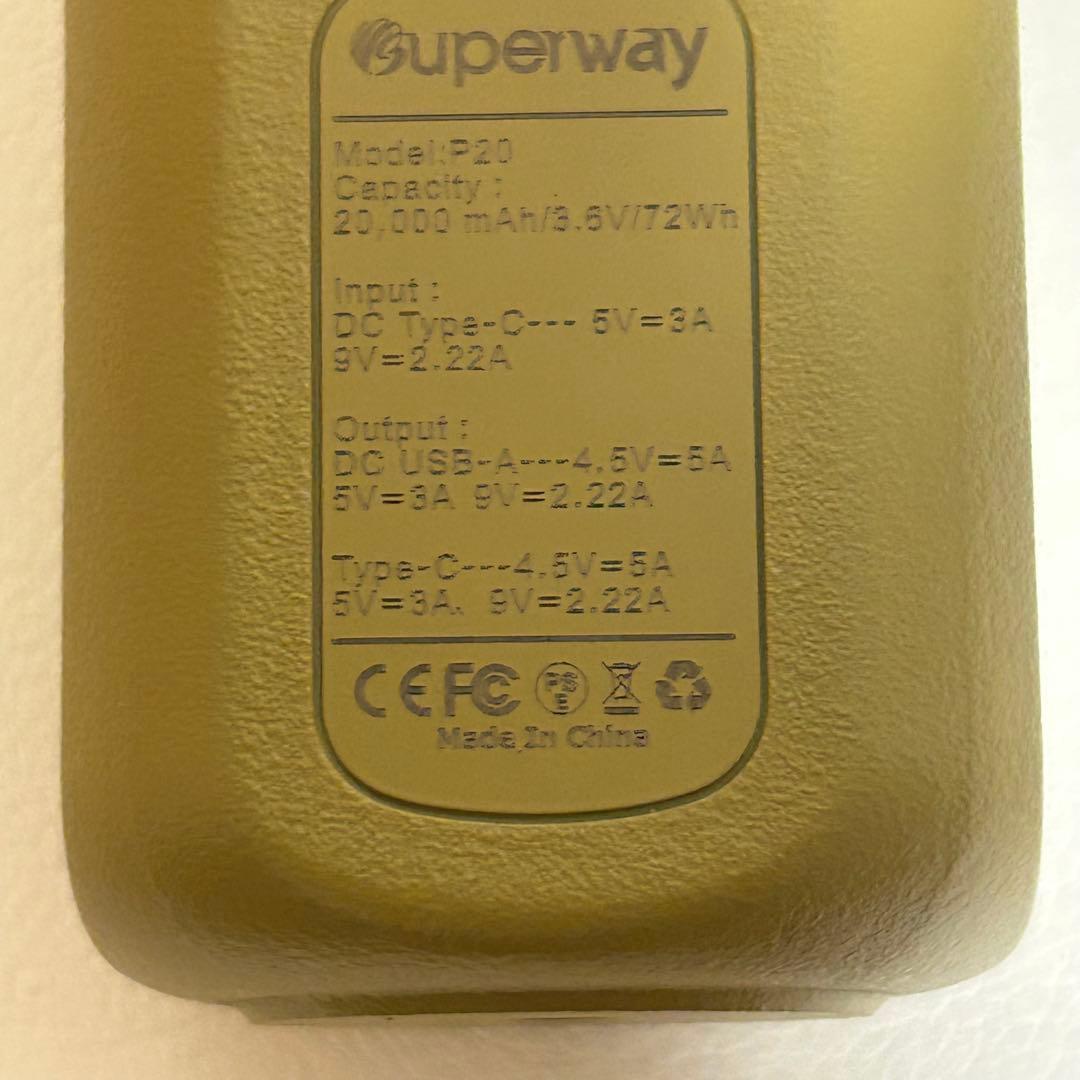 Superway
Model:P20
Capacity :
20,000 mAh/3.6V/72Wh
Input :
DC Type-C--- 5V=3A
9V=2.22A
Output :
DC USB-A---4.5V=5A
5V=3A 9V=2.22A
Type-C---4.5V=5A
5V=3A、9V=2.22A
CE FC PSE
Made In China